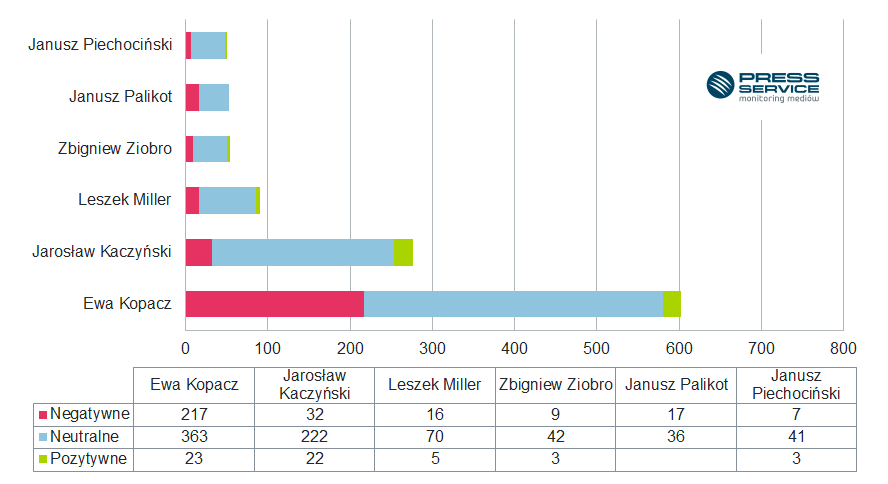 Janusz Piechociński
Janusz Palikot
Zbigniew Ziobro
Leszek Miller
Jarosław Kaczyński
Ewa Kopacz
PRESS
SERVICE
monitoring mediów
0 100 200 300 400 500 600 700 800
Ewa Kopacz Jarosław Kaczyński Leszek Miller Zbigniew Ziobro Janusz Palikot Janusz Piechociński
Negatywne 217 32 16 9 17 7
Neutralne 363 222 70 42 36 41
Pozytywne 23 22 5 3 3